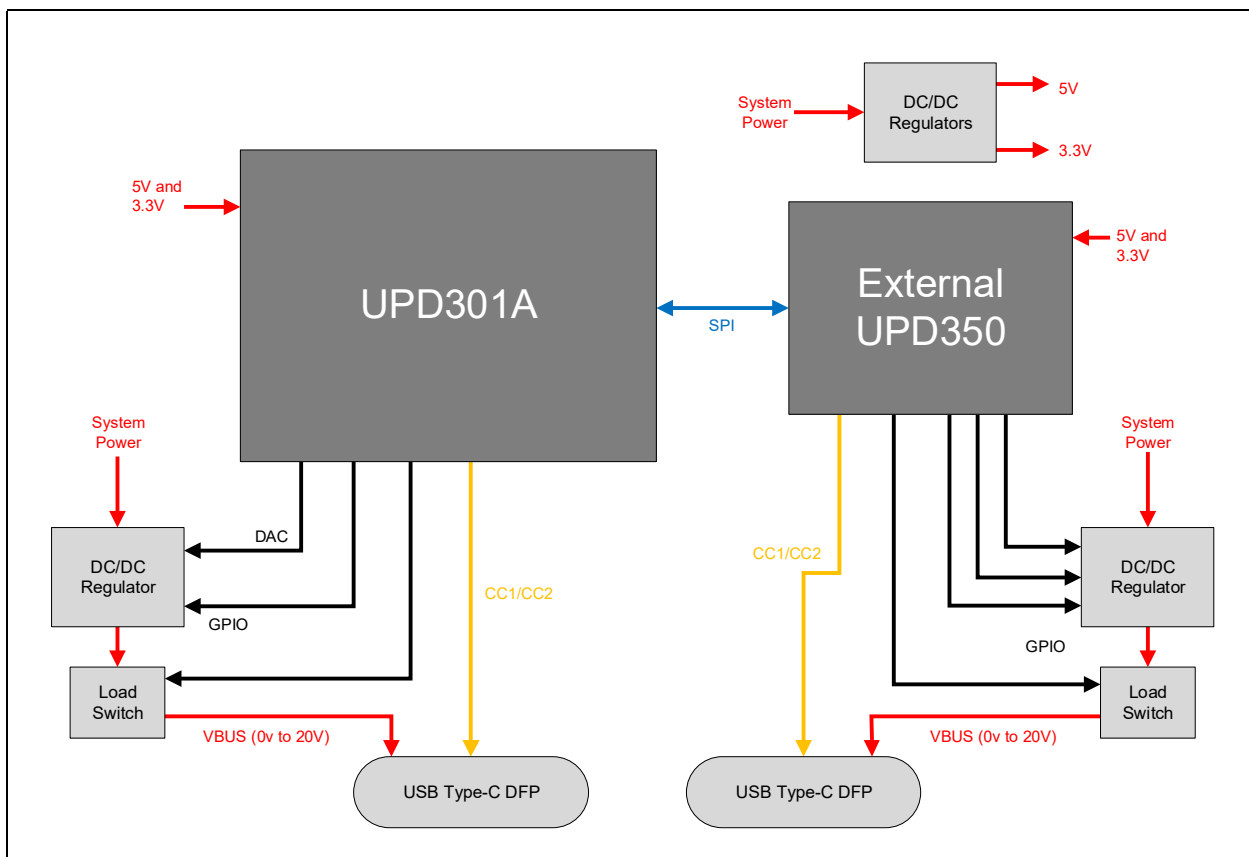 System
Power
DC/DC
Regulators
5V
3.3V
5V and
3.3V
UPD301A
SPI
External
UPD350
5V and
3.3V
System
Power
DC/DC
Regulator
DAC
GPIO
Load
Switch
VBUS (0v to 20V)
CC1/CC2
USB Type-C DFP
CC1/CC2
System
Power
DC/DC
Regulator
GPIO
Load
Switch
VBUS (0v to 20V)
USB Type-C DFP